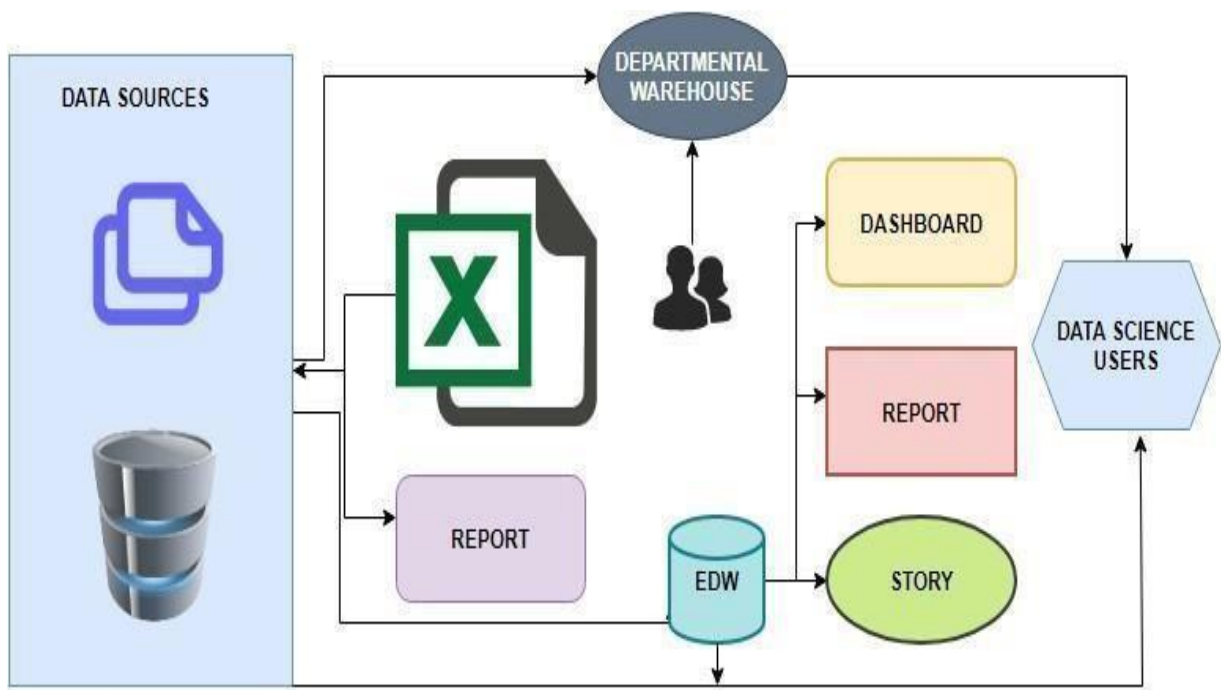 DATA SOURCES
DEPARTMENTAL
WAREHOUSE
X
DASHBOARD
DATA SCIENCE
USERS
REPORT
REPORT
EDW
STORY